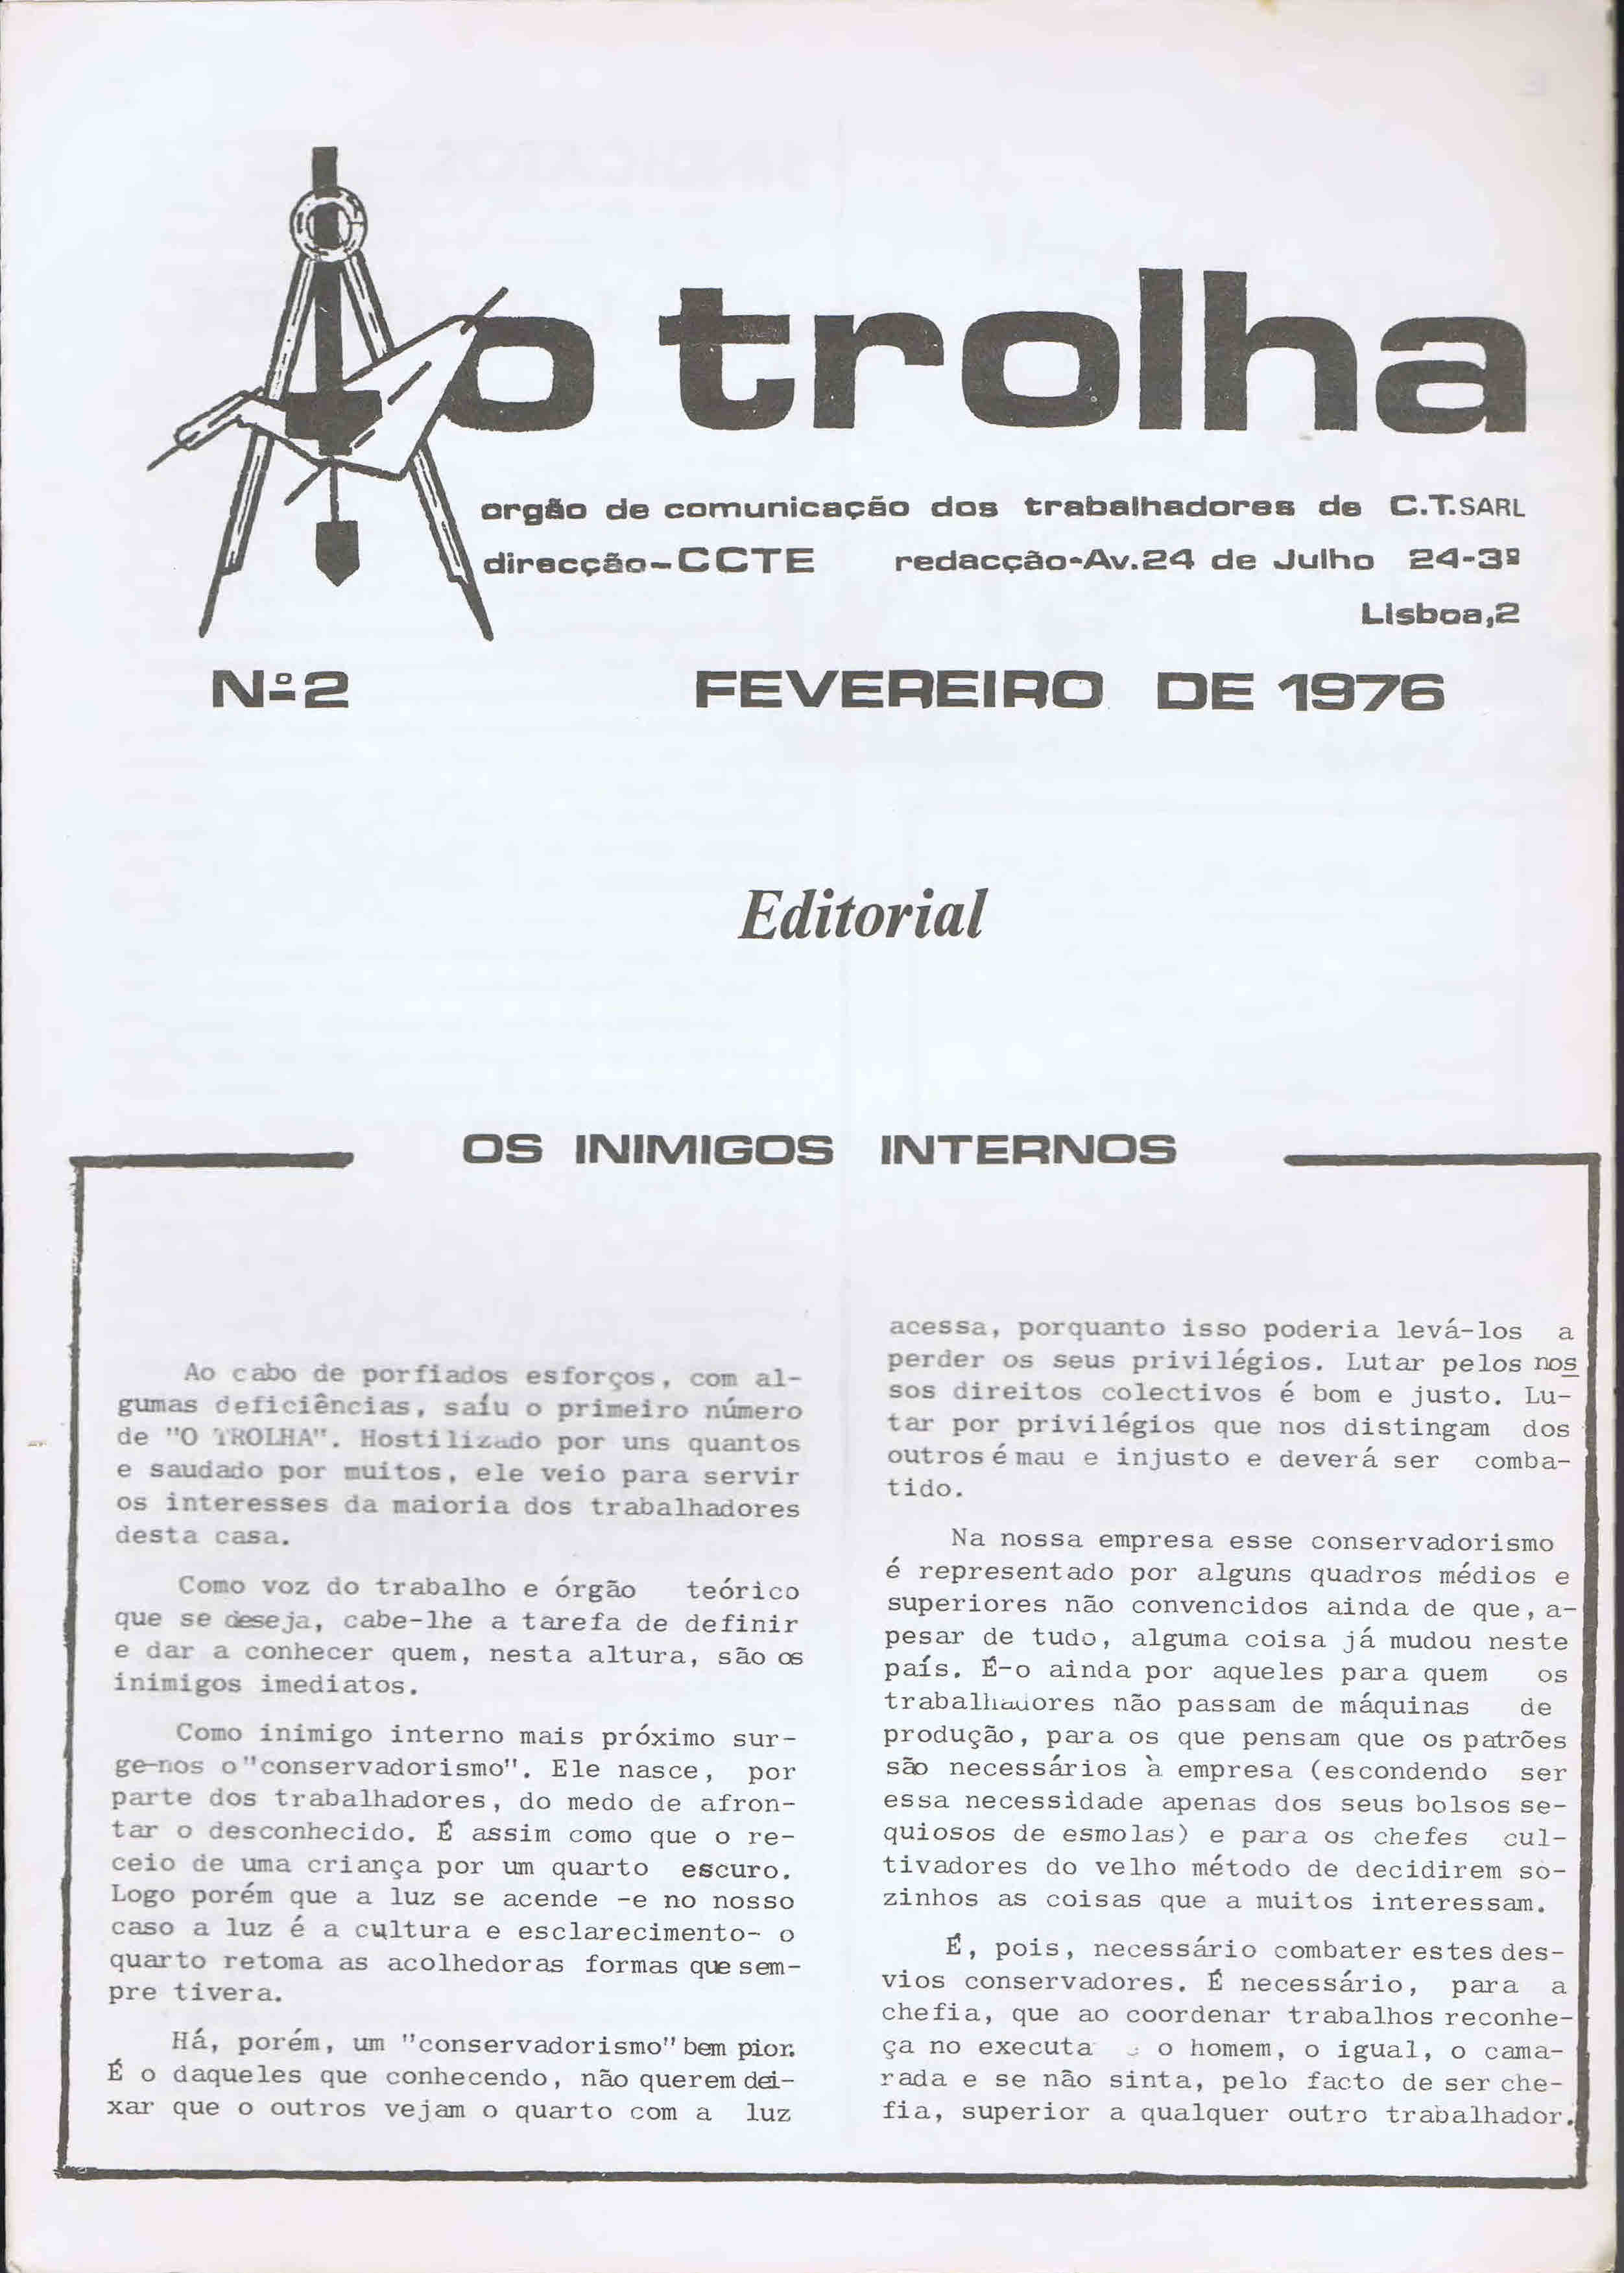 o trolha
orgão de comunicação dos trabalhadores de C.T.SARL
direcção-CCTE redacção-Av.24 de Julho 24-3º
Lisboa,2
Nº2 FEVEREIRO DE 1976
Editorial
OS INIMIGOS INTERNOS
Ao cabo de porfiados esforços, com al-
gumas deficiências, saíu o primeiro número
de "O TROLHA". Hostilizado por uns quantos
e saudado por muitos, ele veio para servir
os interesses da maioria dos trabalhadores
desta casa.
Como voz do trabalho e órgão teórico
que se deseja, cabe-lhe a tarefa de definir
e dar a conhecer quem, nesta altura, são os
inimigos imediatos.
Como inimigo interno mais próximo sur-
ge-nos o "conservadorismo". Ele nasce, por
parte dos trabalhadores, do medo de afron-
tar o desconhecido. É assim como que o re-
ceio de uma criança por um quarto escuro.
Logo porém que a luz se acende -e no nosso
caso a luz é a cultura e esclarecimento- o
quarto retoma as acolhedoras formas que sem-
pre tivera.
Há, porém, um "conservadorismo" bem pior.
É o daqueles que conhecendo, não querem dei-
xar que o outros vejam o quarto com a luz
acessa, porquanto isso poderia levá-los a
perder os seus privilégios. Lutar pelos nos
sos direitos colectivos é bom e justo. Lu-
tar por privilégios que nos distingam dos
outros é mau e injusto e deverá ser comba-
tido.
Na nossa empresa esse conservadorismo
é representado por alguns quadros médios e
superiores não convencidos ainda de que, a-
pesar de tudo, alguma coisa já mudou neste
país. É-o ainda por aqueles para quem os
trabalhadores não passam de máquinas de
produção, para os que pensam que os patrões
são necessários à empresa (escondendo ser
essa necessidade apenas dos seus bolsos se-
quiosos de esmolas) e para os chefes cul-
tivadores do velho método de decidirem so-
zinhos as coisas que a muitos interessam.
É, pois, necessário combater estes des-
vios conservadores. É necessário, para a
chefia, que ao coordenar trabalhos reconhe-
ça no executa o homem, o igual, o cama-
rada e se não sinta, pelo facto de ser che-
fia, superior a qualquer outro trabalhador.